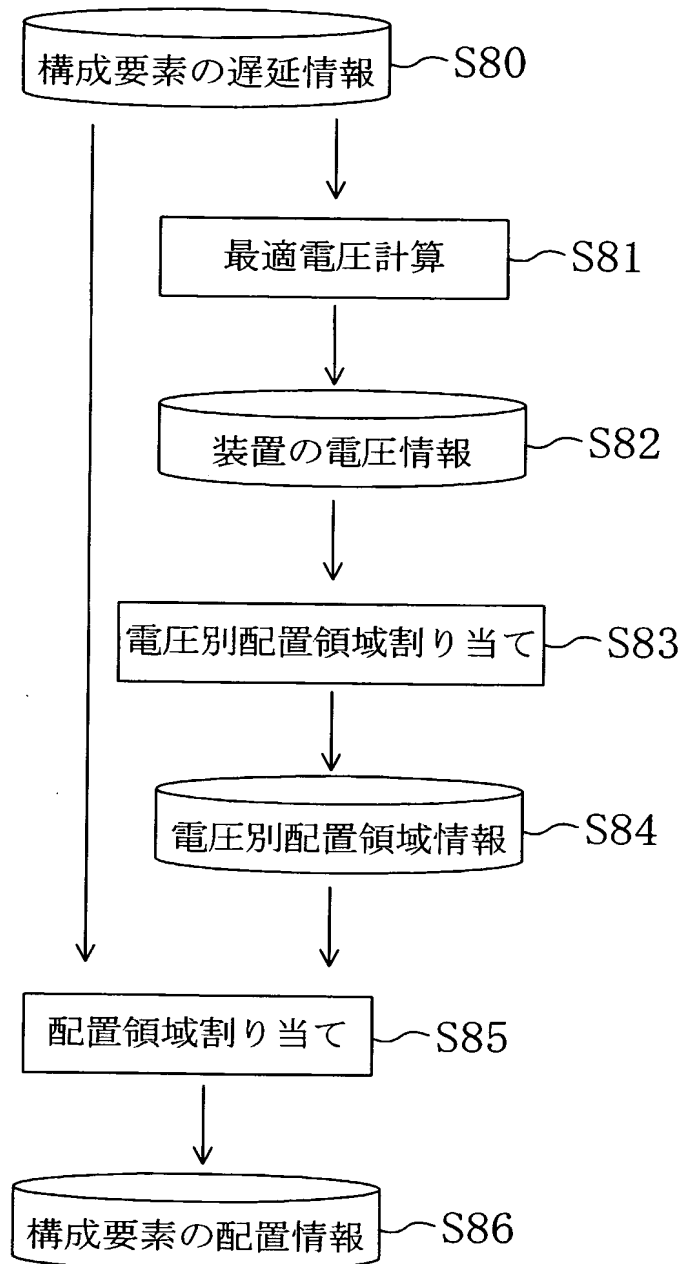 構成要素の遅延情報 S80
最適電圧計算 S81
装置の電圧情報 S82
電圧別配置領域割り当て S83
電圧別配置領域情報 S84
配置領域割り当て S85
構成要素の配置情報 S86